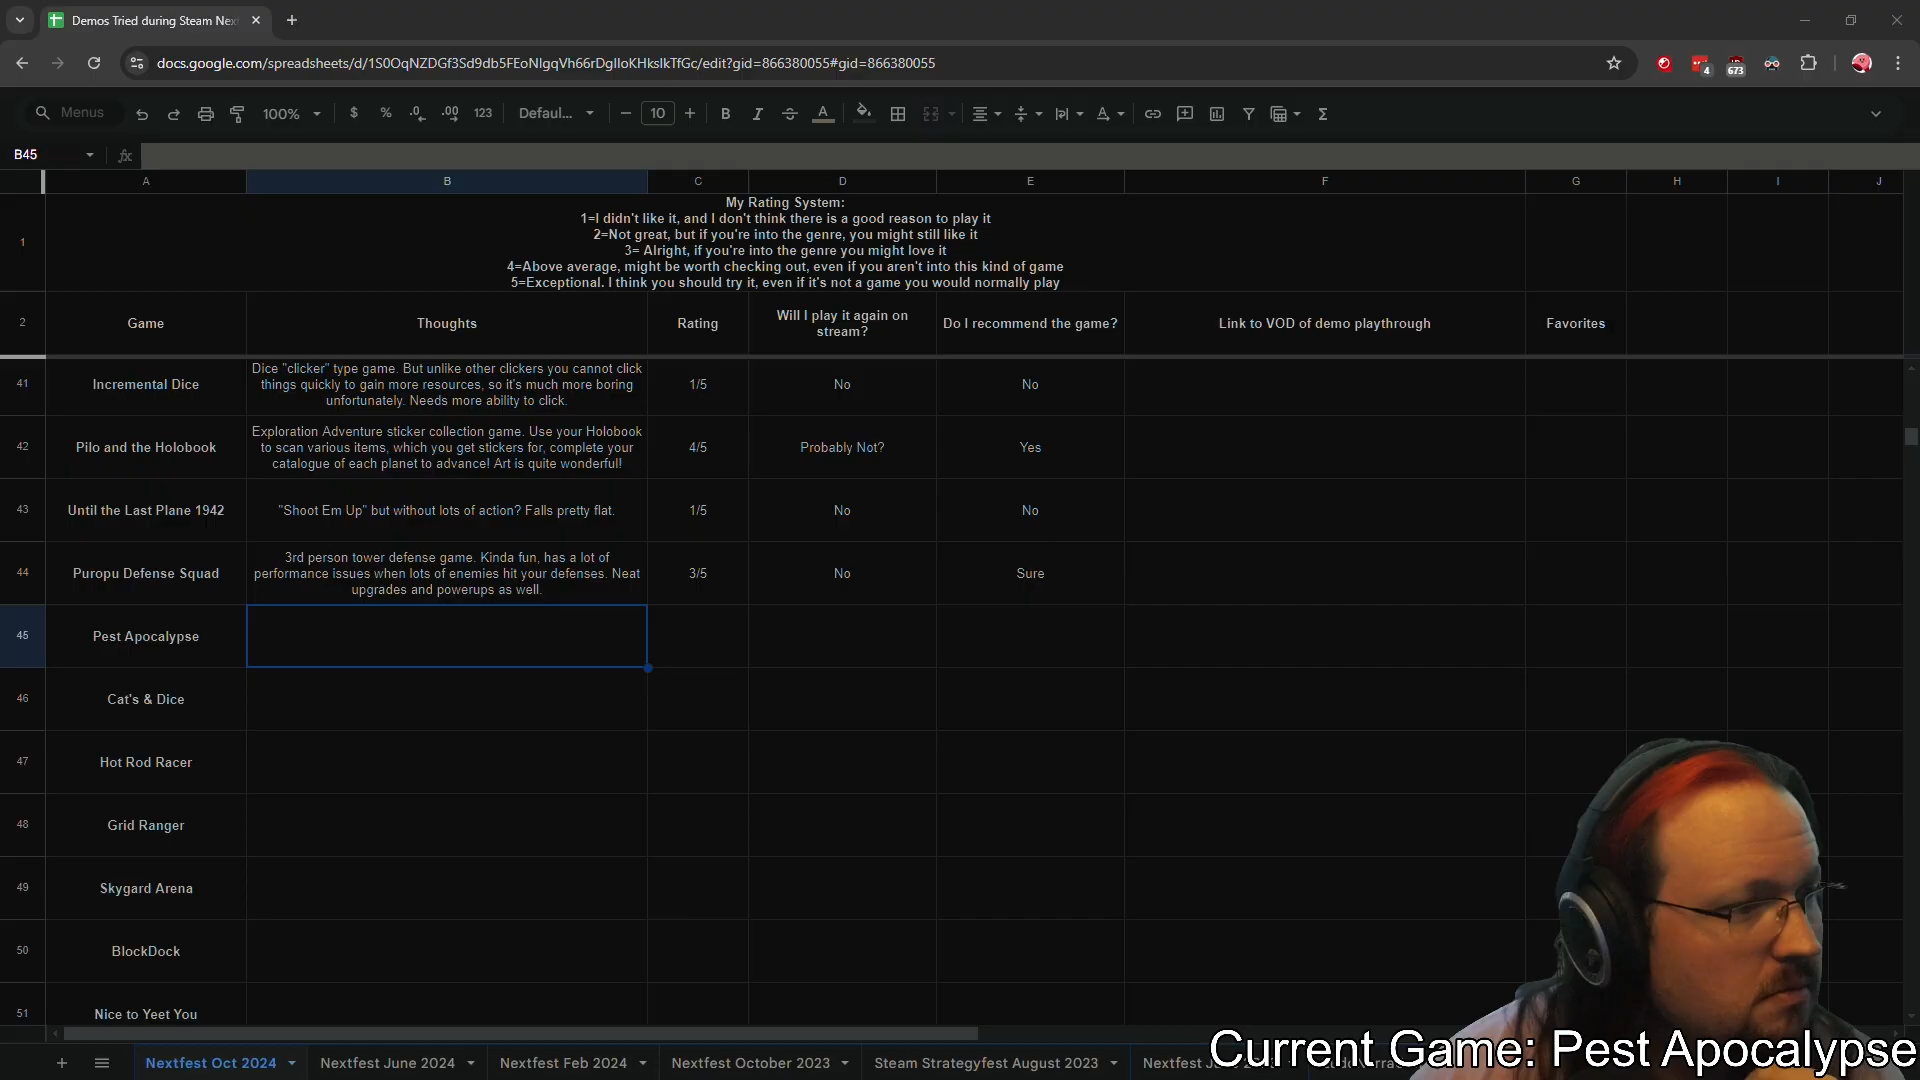 Demos Tried during Steam Nex
docs.google.com/spreadsheets/d/1S0OqNZDGf3Sd9db5FEoNlgqVh66rDgIloKHksIkTfGc/edit?gid=866380055#gid=866380055
4
673
Menus
100%
$
%
.0
.00
123
Defaul...
10
B
I
A
Σ
B45
fx
A
B
C
D
E
F
G
H
I
J
1
My Rating System:
1=I didn't like it, and I don't think there is a good reason to play it
2=Not great, but if you're into the genre, you might still like it
3= Alright, if you're into the genre you might love it
4=Above average, might be worth checking out, even if you aren't into this kind of game
5=Exceptional. I think you should try it, even if it's not a game you would normally play
2
Game
Thoughts
Rating
Will I play it again on
stream?
Do I recommend the game?
Link to VOD of demo playthrough
Favorites
41
Incremental Dice
Dice "clicker" type game. But unlike other clickers you cannot click
things quickly to gain more resources, so it's much more boring
unfortunately. Needs more ability to click.
1/5
No
No
42
Pilo and the Holobook
Exploration Adventure sticker collection game. Use your Holobook
to scan various items, which you get stickers for, complete your
catalogue of each planet to advance! Art is quite wonderful!
4/5
Probably Not?
Yes
43
Until the Last Plane 1942
"Shoot Em Up" but without lots of action? Falls pretty flat.
1/5
No
No
44
Puropu Defense Squad
3rd person tower defense game. Kinda fun, has a lot of
performance issues when lots of enemies hit your defenses. Neat
upgrades and powerups as well.
3/5
No
Sure
45
Pest Apocalypse
46
Cat's & Dice
47
Hot Rod Racer
48
Grid Ranger
49
Skygard Arena
50
BlockDock
51
Nice to Yeet You
Nextfest Oct 2024
Nextfest June 2024
Nextfest Feb 2024
Nextfest October 2023
Steam Strategyfest August 2023
Nextfest
Current Game: Pest Apocalypse